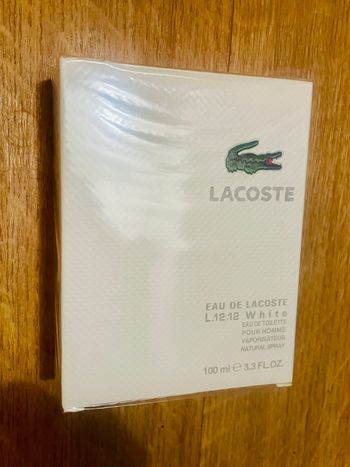 LACOSTE
EAU DE LACOSTE
L.12.12 White
EAU DE TOILETTE
POUR HOMME
VAPORISATEUR
NATURAL SPRAY
100 ml ℮ 3.3 FL.OZ.